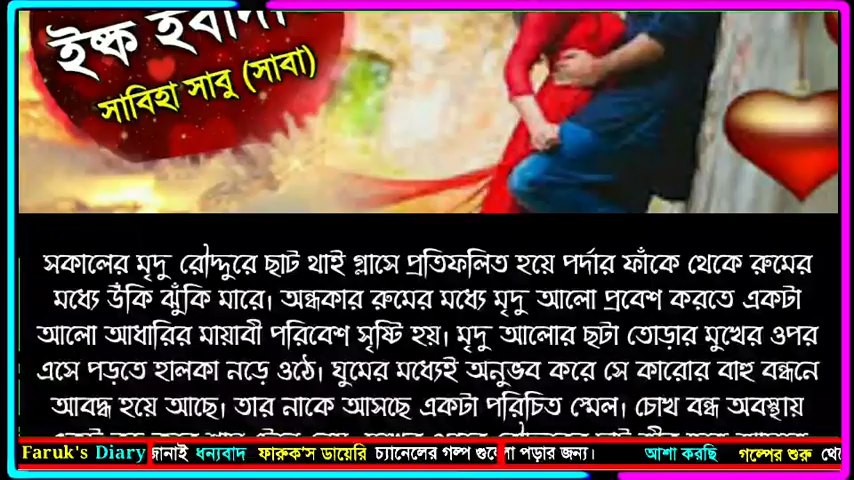 ইষ্ক
সাবিহা সাবু (সাবা)
সকালের মৃদু রৌদ্দুরে ছাট থাই গ্লাসে প্রতিফলিত হয়ে পর্দার ফাঁকে থেকে রুমের
মধ্যে উঁকি ঝুঁকি মারে। অন্ধকার রুমের মধ্যে মৃদু আলো প্রবেশ করতে একটা
আলো আধারির মায়াবী পরিবেশ সৃষ্টি হয়। মৃদু আলোর ছটা তোড়ার মুখের ওপর
এসে পড়তে হালকা নড়ে ওঠে। ঘুমের মধ্যেই অনুভব করে সে কারোর বাহু বন্ধনে
আবদ্ধ হয়ে আছে। তার নাকে আসছে একটা পরিচিত স্মেল। চোখ বন্ধ অবস্থায়
Faruk's Diary জানাই ধন্যবাদ ফারুক'স ডায়েরি চ্যানেলের গল্প গুলো পড়ার জন্য। আশা করছি গল্পের শুরু